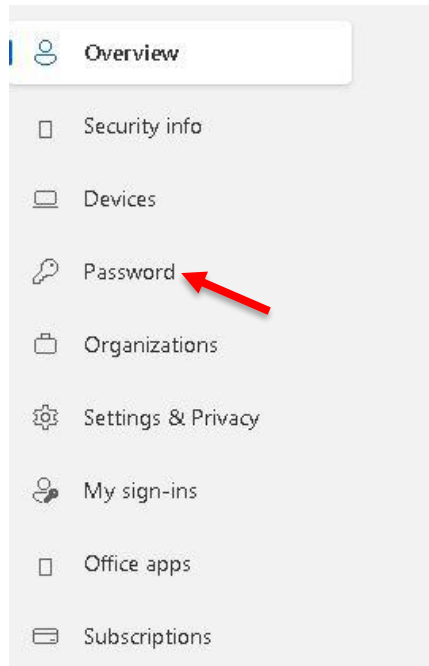 Overview
Security info
Devices
Password
Organizations
Settings & Privacy
My sign-ins
Office apps
Subscriptions